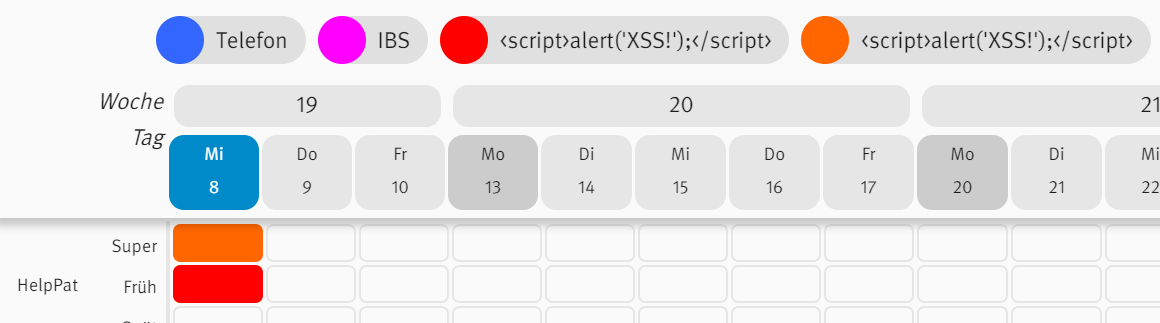 Telefon IBS <script>alert('XSS!');</script> <script>alert('XSS!');</script>
Woche 19 20 21
Tag Mi Do Fr Mo Di Mi Do Fr Mo Di Mi
8 9 10 13 14 15 16 17 20 21 22
Super
HelpPat Früh